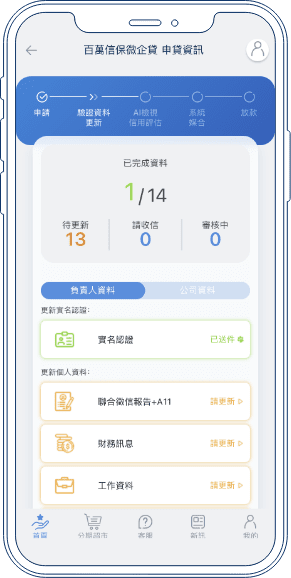 百萬信保微企貸 申貸資訊
申請
驗證資料
更新
AI檢視
信用評估
系統
媒合
放款
已完成資料
1/14
待更新
請收信
審核中
13
0
0
負責人資料
公司資料
更新實名認證:
實名認證
已送件
更新個人資料:
聯合徵信報告+A11
請更新
財務訊息
請更新
工作資料
請更新
首頁
分期超市
客服
新訊
我的